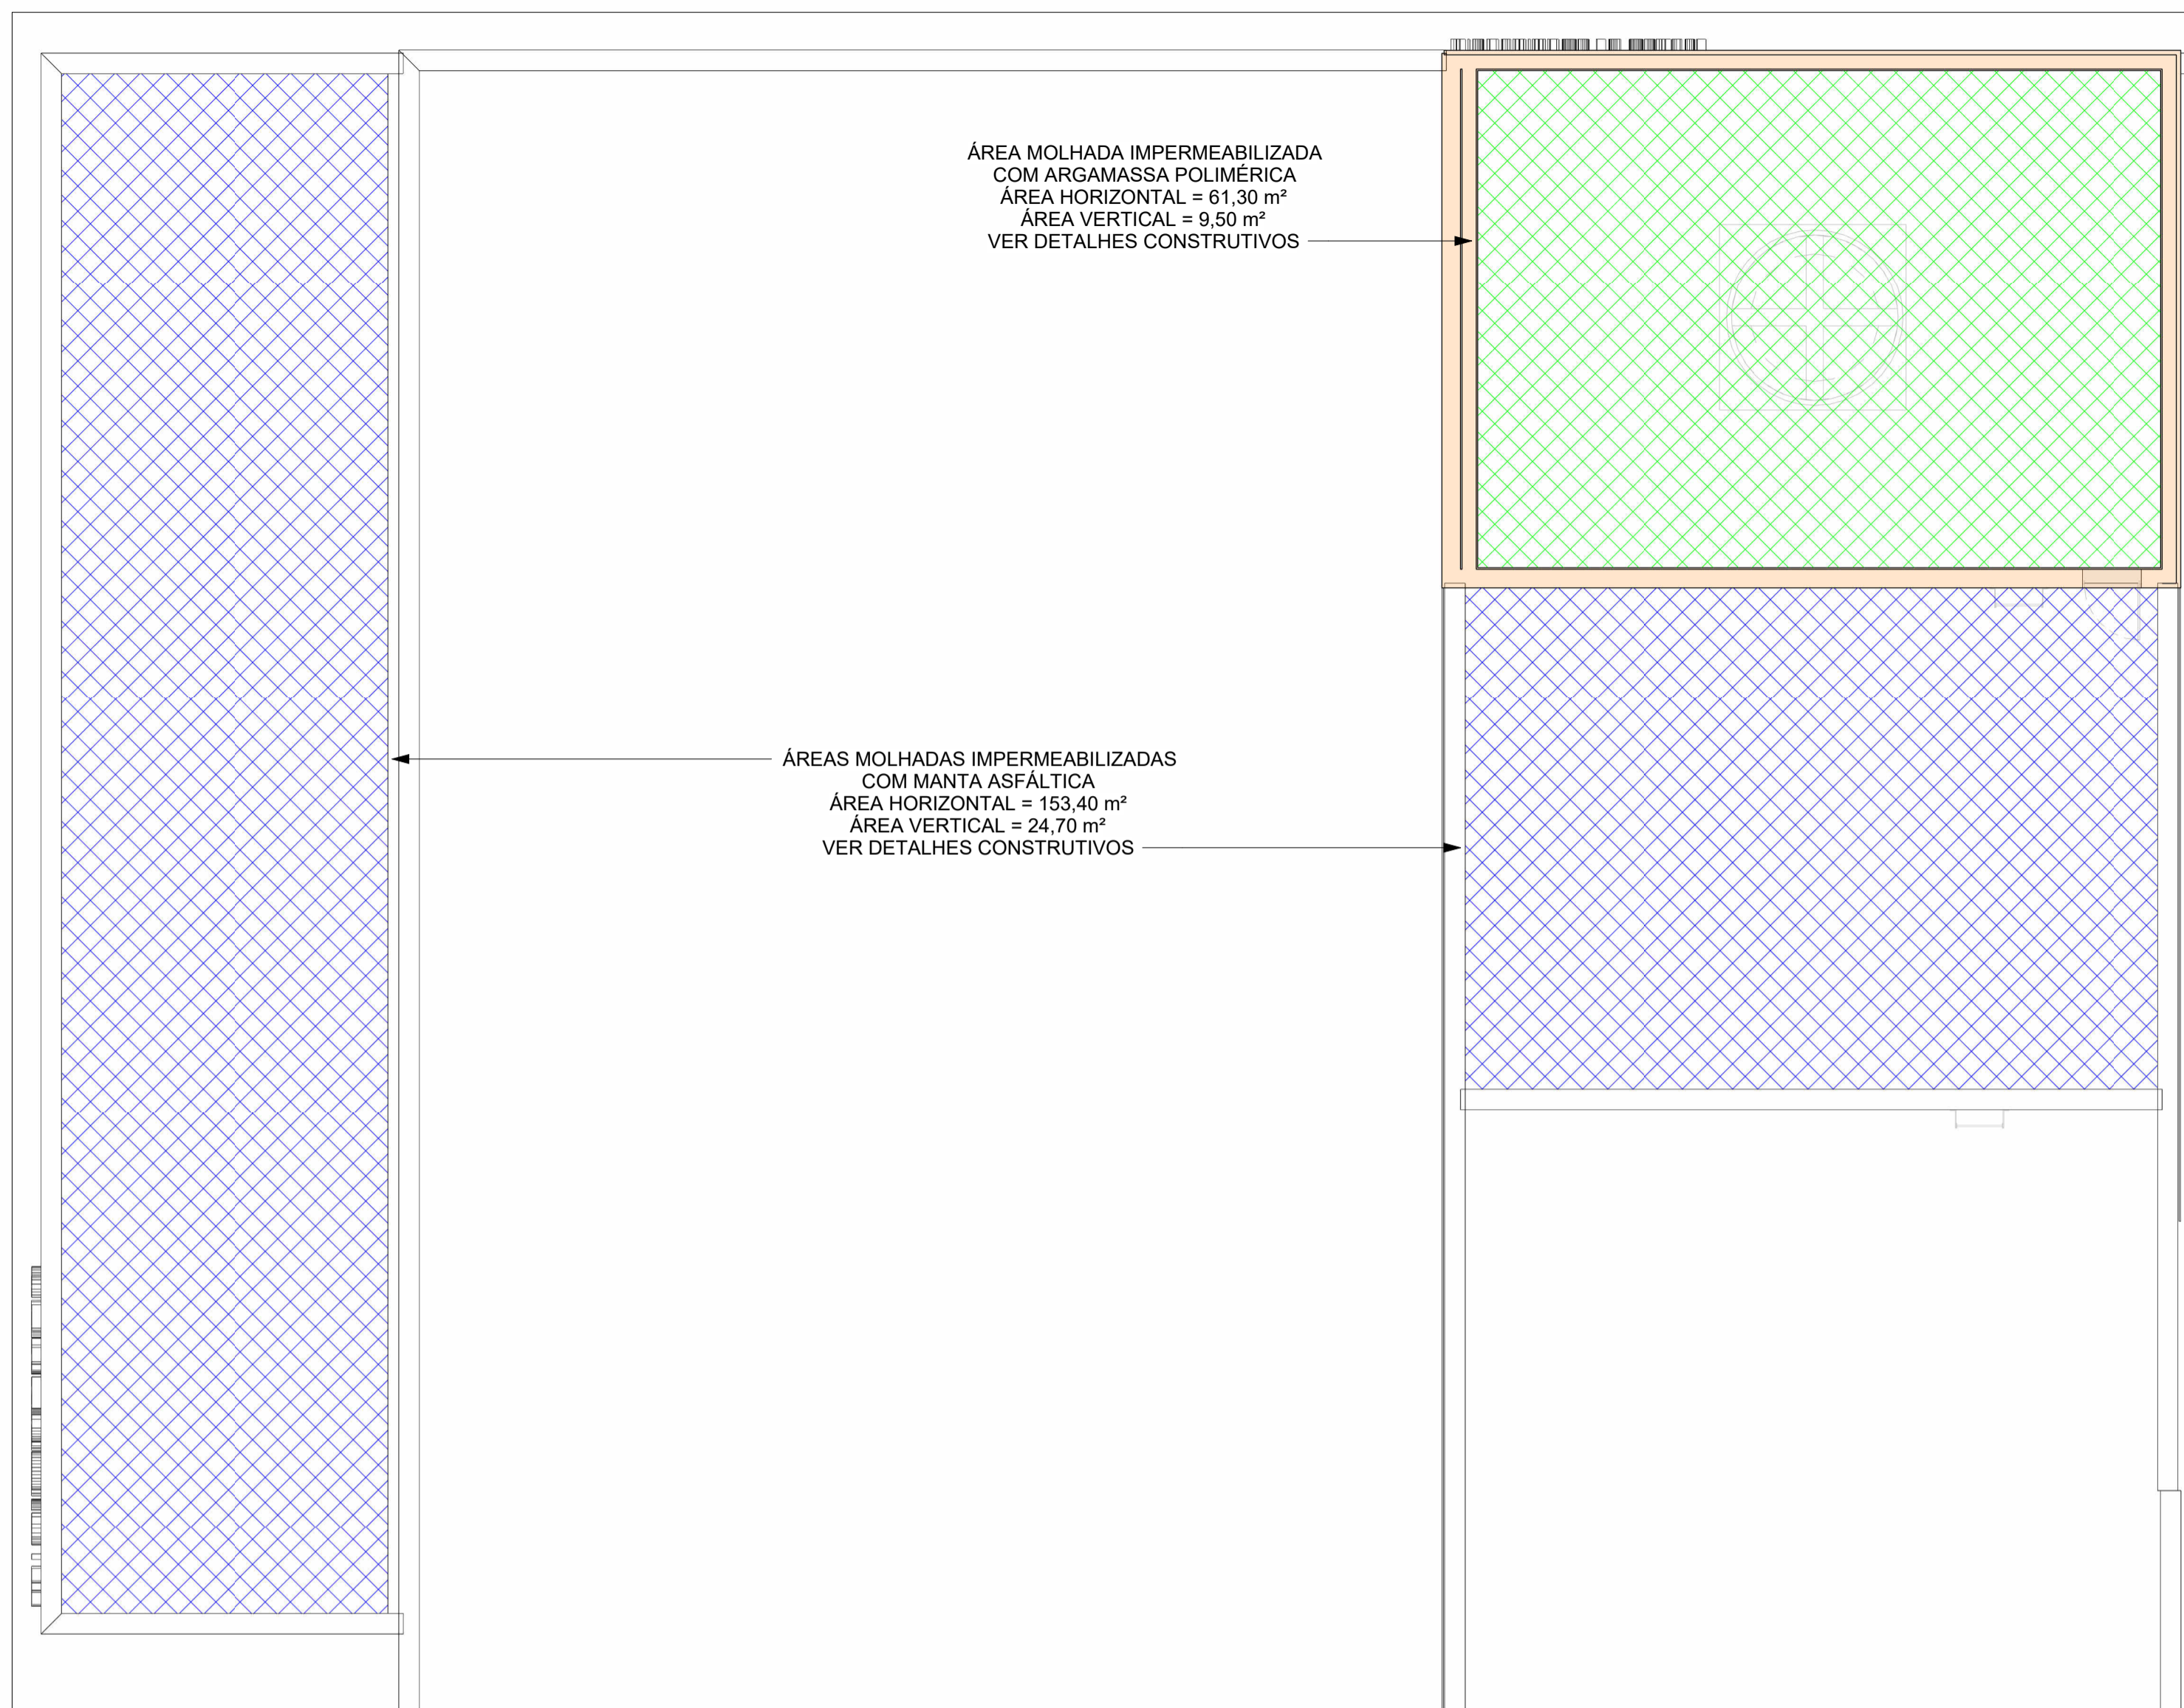 ÁREA MOLHADA IMPERMEABILIZADA
COM ARGAMASSA POLIMÉRICA
ÁREA HORIZONTAL = 61,30 m²
ÁREA VERTICAL = 9,50 m²
VER DETALHES CONSTRUTIVOS
ÁREAS MOLHADAS IMPERMEABILIZADAS
COM MANTA ASFÁLTICA
ÁREA HORIZONTAL = 153,40 m²
ÁREA VERTICAL = 24,70 m²
VER DETALHES CONSTRUTIVOS